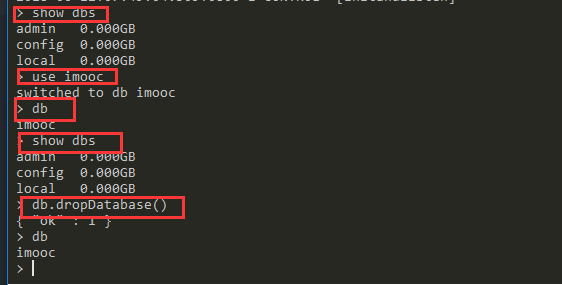 > show dbs
admin 0.000GB
config 0.000GB
local 0.000GB
> use imooc
switched to db imooc
> db
imooc
> show dbs
admin 0.000GB
config 0.000GB
local 0.000GB
> db.dropDatabase()
{ "ok" : 1 }
> db
imooc
>